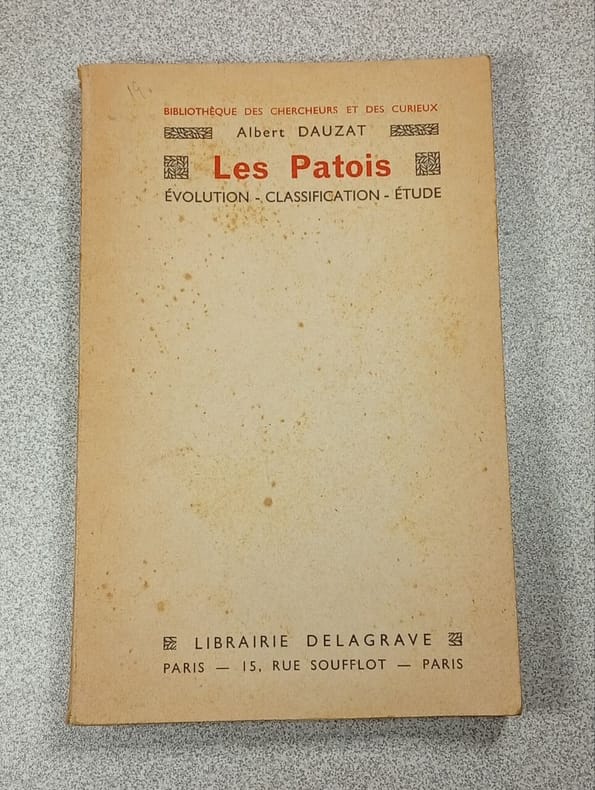 BIBLIOTHÈQUE DES CHERCHEURS ET DES CURIEUX
Albert DAUZAT
Les Patois
ÉVOLUTION - CLASSIFICATION - ÉTUDE
LIBRAIRIE DELAGRAVE
PARIS — 15, RUE SOUFFLOT — PARIS